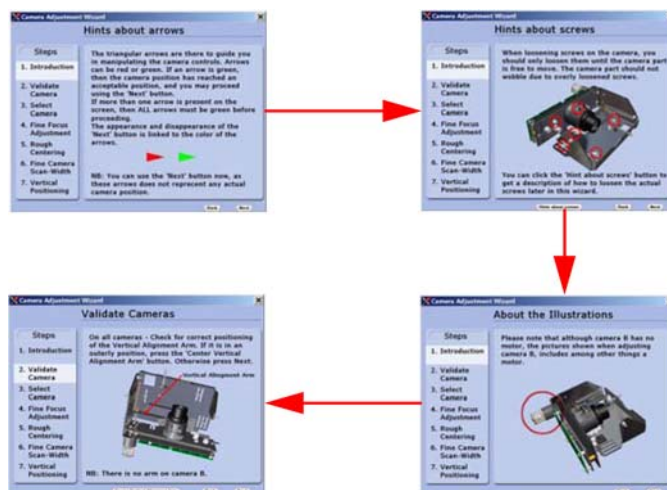 Camera Adjustment Wizard
Hints about arrows
Steps
1. Introduction
2. Validate
Camera
3. Select
Camera
4. Fine Focus
Adjustment
5. Rough
Centering
6. Fine Camera
Scan-Width
7. Vertical
Positioning
The triangular arrows are there to guide you
in manipulating the camera controls. Arrows
can be red or green. If an arrow is green,
then the camera position has reached an
acceptable position, and you may proceed
using the 'Next' button.
If more than one arrow is present on the
screen, then ALL arrows must be green before
proceeding.
The appearance and disappearance of the
'Next' button is linked to the color of the
arrows.
NB: You can use the 'Next' button now, as
these arrows does not reprecent any actual
camera position.
Back
Next
Camera Adjustment Wizard
Hints about screws
Steps
1. Introduction
2. Validate
Camera
3. Select
Camera
4. Fine Focus
Adjustment
5. Rough
Centering
6. Fine Camera
Scan-Width
7. Vertical
Positioning
When loosening screws on the camera, you
should only loosen them until the camera part
is free to move. The camera part should not
wobble due to overly loosened screws.
You can click the 'Hint about screws' button to
get a description of how to loosen the actual
screws later in this wizard.
Hints about screws
Back
Next
Camera Adjustment Wizard
Validate Cameras
Steps
1. Introduction
2. Validate
Camera
3. Select
Camera
4. Fine Focus
Adjustment
5. Rough
Centering
6. Fine Camera
Scan-Width
7. Vertical
Positioning
On all cameras - Check for correct positioning
of the Vertical Alignment Arm. If it is in an
outerly position, press the 'Center Vertical
Alignment Arm' button. Otherwise press Next.
Vertical Allegment Arm
NB: There is no arm on camera B.
Camera Adjustment Wizard
About the Illustrations
Steps
1. Introduction
2. Validate
Camera
3. Select
Camera
4. Fine Focus
Adjustment
5. Rough
Centering
6. Fine Camera
Scan-Width
7. Vertical
Positioning
Please note that although camera B has no
motor, the pictures shown when adjusting
camera B, includes among other things a
motor.